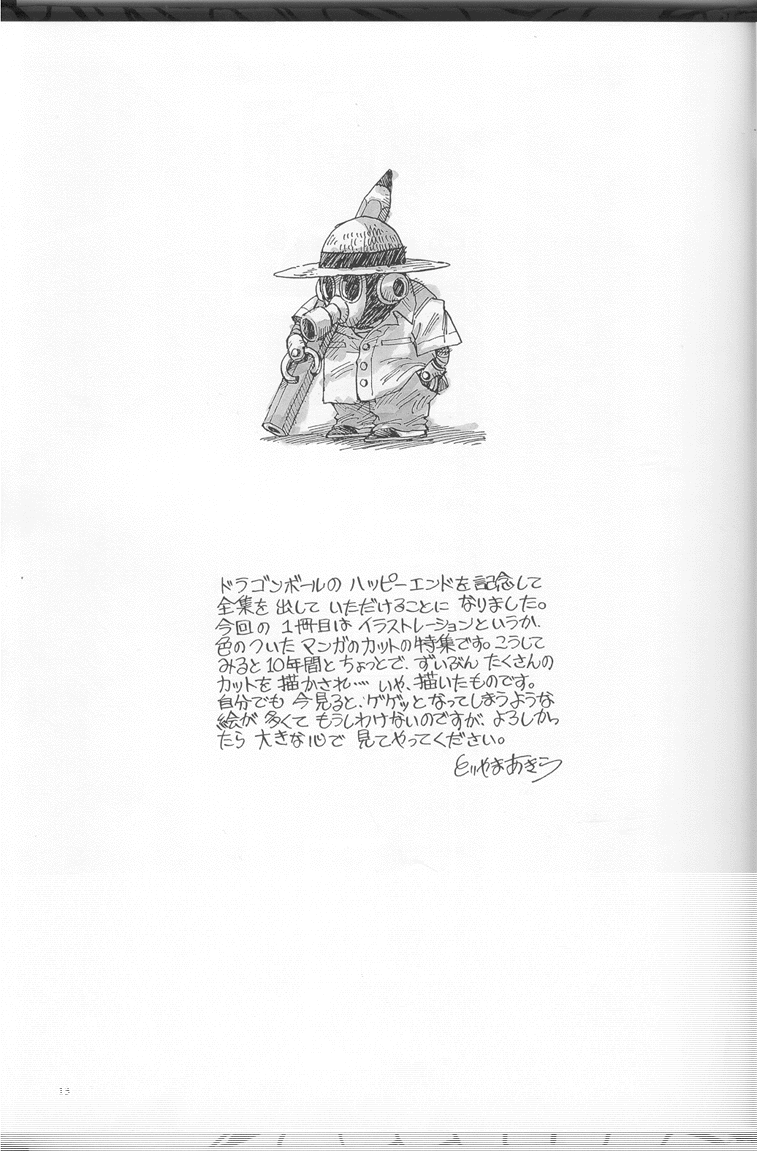 ドラゴンボールの ハッピーエンドを 記念して
全集を 出して いただけることに なりました。
今回の 1冊目は イラストレーションというか、
色のついた マンガのカットの特集です。こうして
みると10年間とちょっとで、ずいぶん たくさんの
カットを 描かされ… いや、描いたものです。
自分でも 今見ると、ゲゲッとなってしまうような
絵が 多くて もうしわけないのですが、よろしかっ
たら 大きな心で 見てやってください。
とりやまあきら